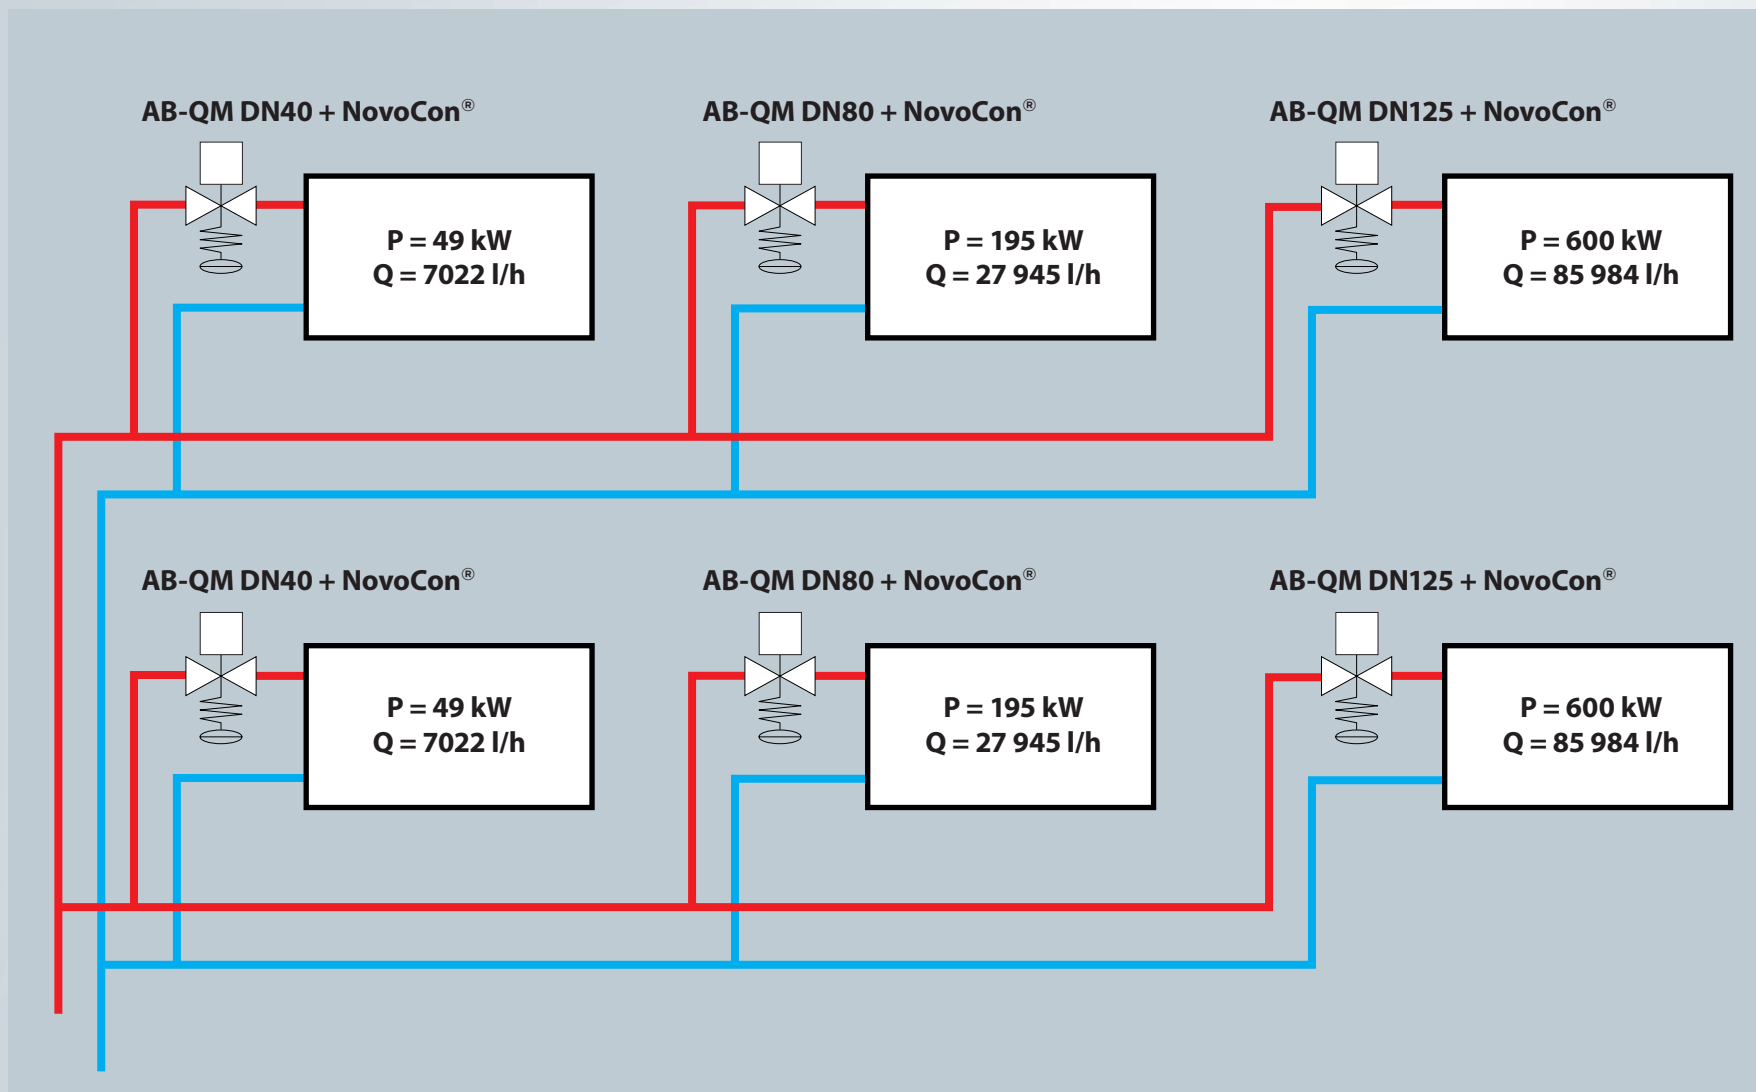 AB-QM DN40 + NovoCon®
AB-QM DN80 + NovoCon®
AB-QM DN125 + NovoCon®
P = 49 kW
Q = 7022 l/h
P = 195 kW
Q = 27 945 l/h
P = 600 kW
Q = 85 984 l/h
AB-QM DN40 + NovoCon®
AB-QM DN80 + NovoCon®
AB-QM DN125 + NovoCon®
P = 49 kW
Q = 7022 l/h
P = 195 kW
Q = 27 945 l/h
P = 600 kW
Q = 85 984 l/h